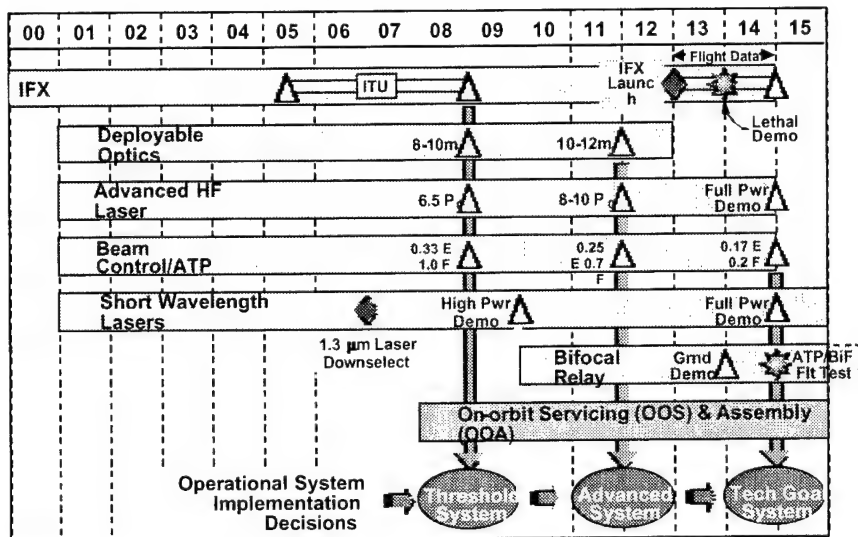 00 01 02 03 04 05 06 07 08 09 10 11 12 13 14 15
Flight Data
IFX
IFX
Launc
h
ITU
Lethal
Demo
Deployable
Optics
8-10m
10-12m
Advanced HF
Laser
6.5 P
8-10 P
Full Pwr
Demo
Beam
Control/ATP
0.33 E
1.0 F
0.25
E 0.7
F
0.17 E
0.2 F
Short Wavelength
Lasers
High Pwr
Demo
Full Pwr
Demo
1.3 µm Laser
Downselect
Bifocal
Relay
Grnd
Demo
ATP/BiF
Flt Test
On-orbit Servicing (OOS) & Assembly
(OOA)
Operational System
Implementation
Decisions
Threshold
System
Advanced
System
Tech Goal
System